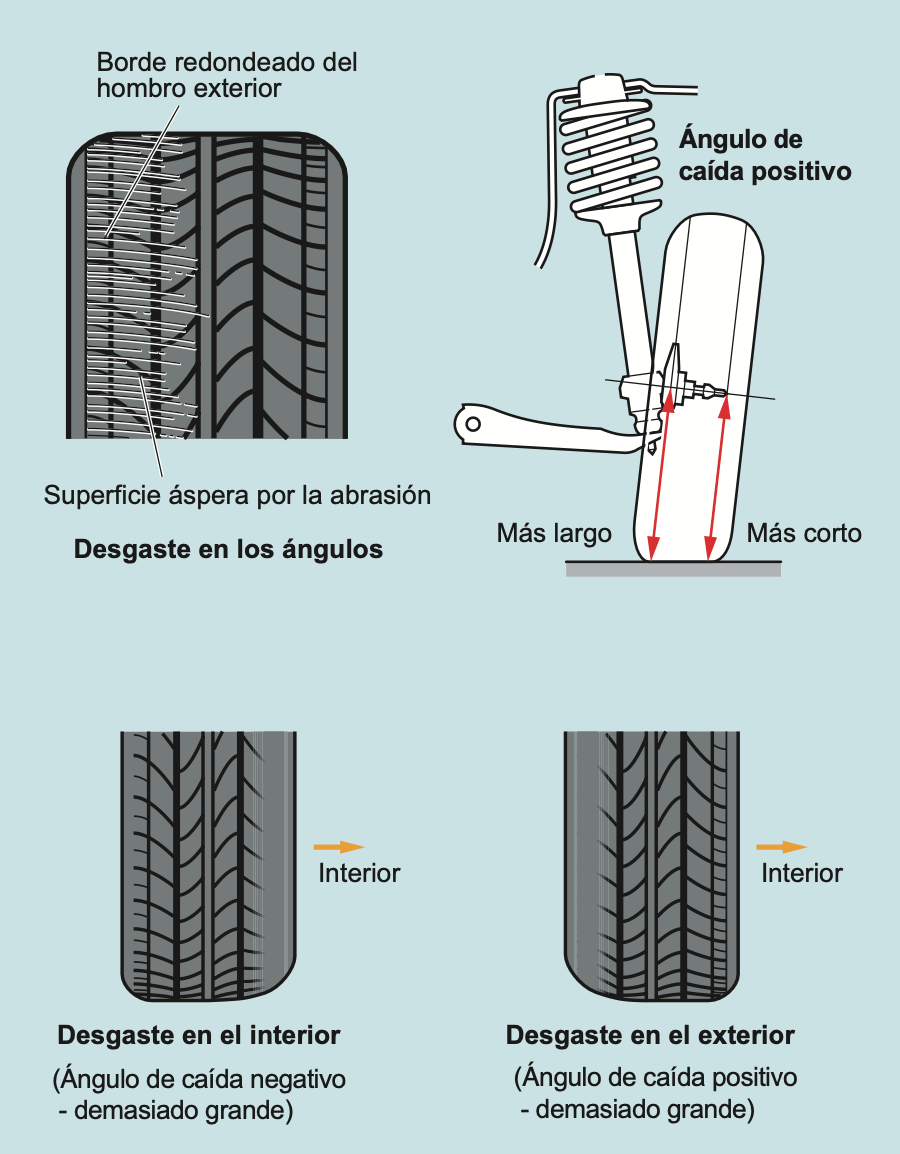 Borde redondeado del
hombro exterior
Ángulo de
caída positivo
Superficie áspera por la abrasión
Desgaste en los ángulos
Más largo
Más corto
Interior
Interior
Desgaste en el interior
(Ángulo de caída negativo
- demasiado grande)
Desgaste en el exterior
(Ángulo de caída positivo
- demasiado grande)